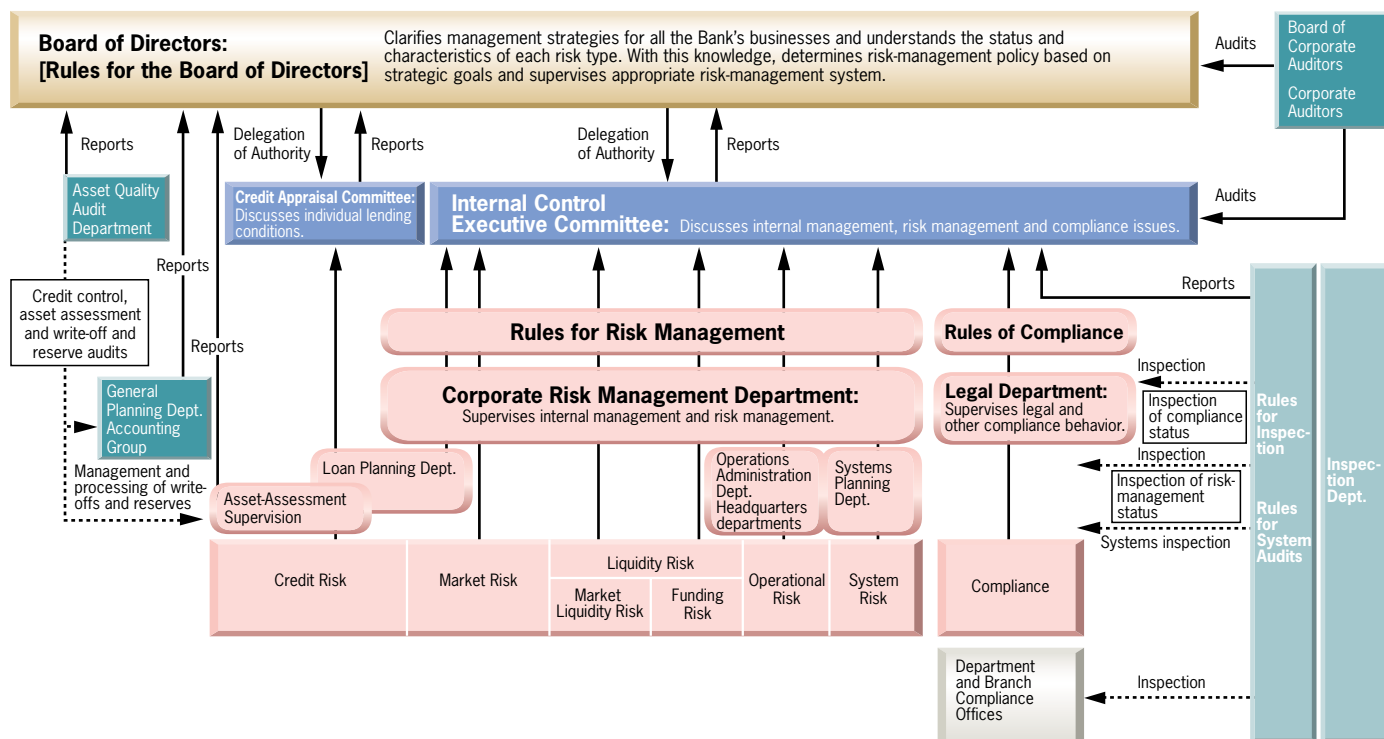 Board of Directors:
[Rules for the Board of Directors]
Clarifies management strategies for all the Bank's businesses and understands the status and
characteristics of each risk type. With this knowledge, determines risk-management policy based on
strategic goals and supervises appropriate risk-management system.
Audits
Board of
Corporate
Auditors
Corporate
Auditors
Reports
Reports
Reports
Delegation
of Authority
Reports
Delegation
of Authority
Reports
Audits
Asset Quality
Audit
Department
Credit Appraisal Committee:
Discusses individual lending
conditions.
Internal Control
Executive Committee: Discusses internal management, risk management and compliance issues.
Reports
Credit control,
asset assessment
and write-off and
reserve audits
Rules for Risk Management
Rules of Compliance
Corporate Risk Management Department:
Supervises internal management and risk management.
Legal Department:
Supervises legal and
other compliance behavior.
Inspection
Inspection
of compliance
status
Inspection
Inspection of risk-
management
status
Systems inspection
Rules
for
Inspec-
tion
Rules
for
System
Audits
Inspec-
tion
Dept.
General
Planning Dept.
Accounting
Group
Management and
processing of write-
offs and reserves
Loan Planning Dept.
Asset-Assessment
Supervision
Operations
Administration
Dept.
Headquarters
departments
Systems
Planning
Dept.
Credit Risk
Market Risk
Liquidity Risk
Market
Liquidity Risk
Funding
Risk
Operational
Risk
System
Risk
Compliance
Department
and Branch
Compliance
Offices
Inspection